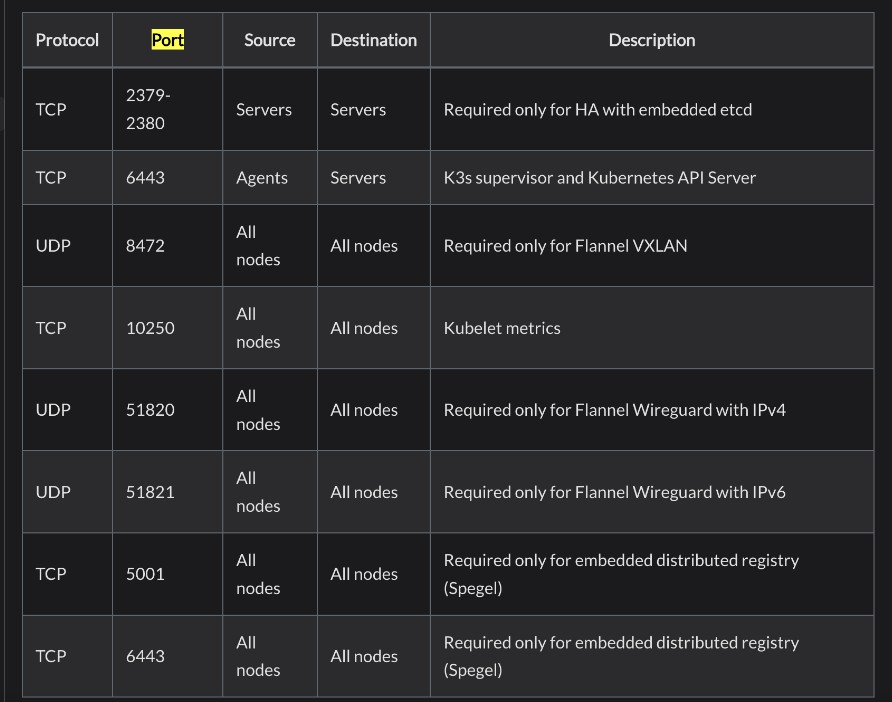 Protocol Port Source Destination Description
TCP 2379-
2380 Servers Servers Required only for HA with embedded etcd
TCP 6443 Agents Servers K3s supervisor and Kubernetes API Server
UDP 8472 All
nodes All nodes Required only for Flannel VXLAN
TCP 10250 All
nodes All nodes Kubelet metrics
UDP 51820 All
nodes All nodes Required only for Flannel Wireguard with IPv4
UDP 51821 All
nodes All nodes Required only for Flannel Wireguard with IPv6
TCP 5001 All
nodes All nodes Required only for embedded distributed registry
(Spegel)
TCP 6443 All
nodes All nodes Required only for embedded distributed registry
(Spegel)